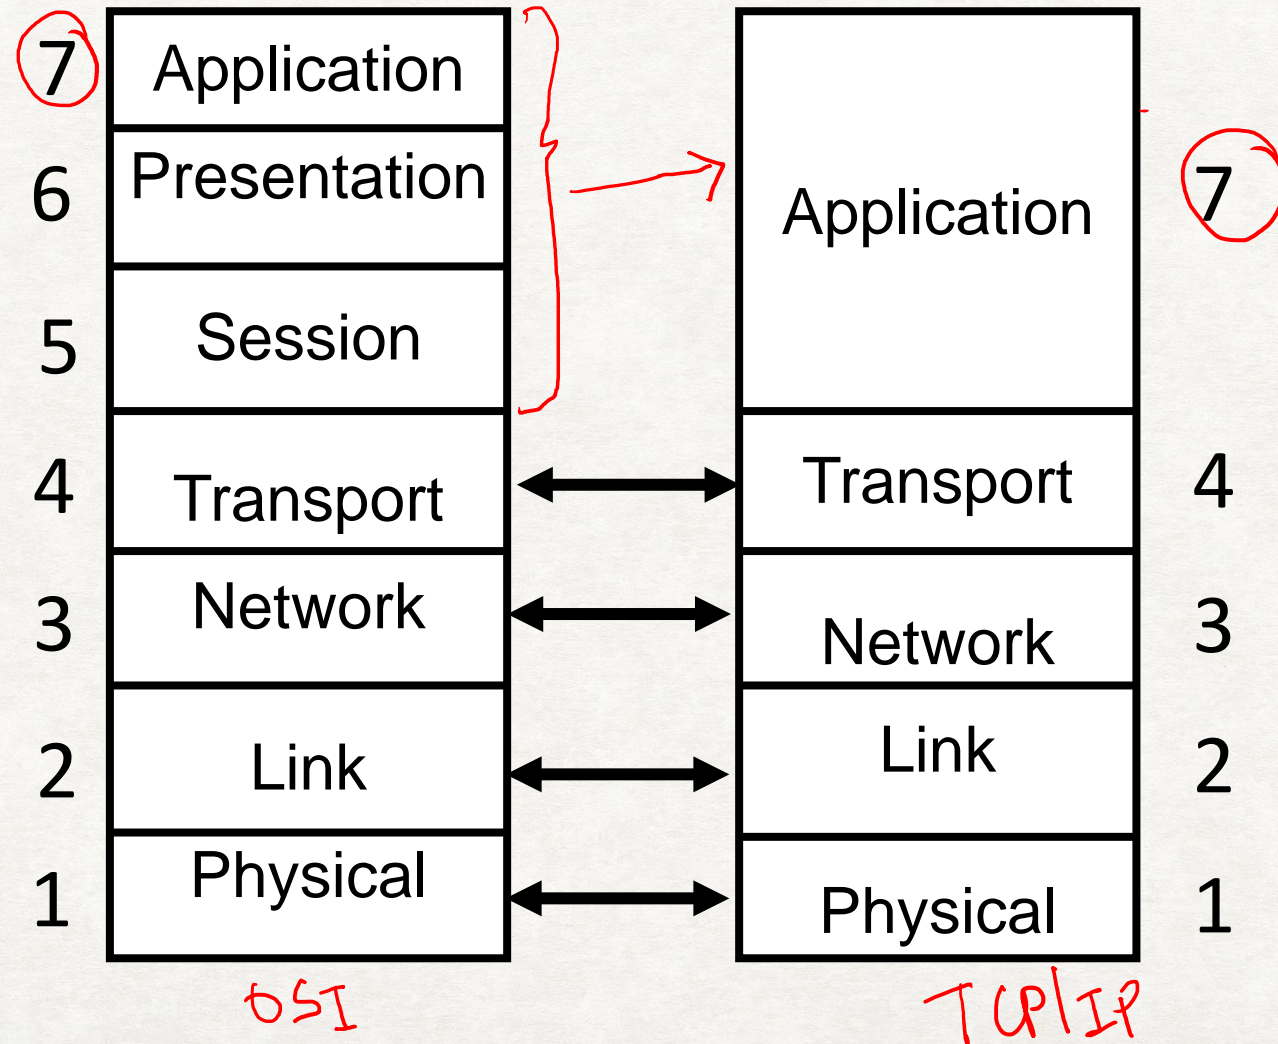 7 Application
6 Presentation
5 Session
4 Transport
3 Network
2 Link
1 Physical
OSI
Application 7
Transport 4
Network 3
Link 2
Physical 1
TCP/IP